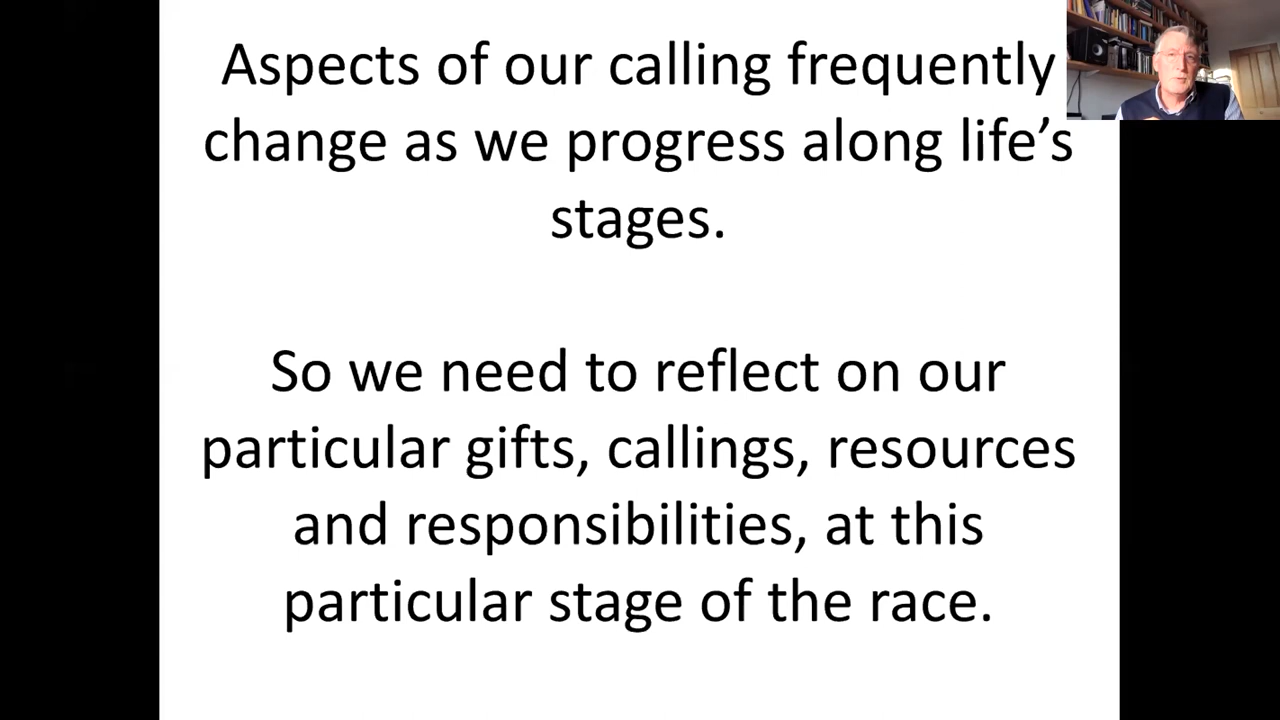 Aspects of our calling frequently
change as we progress along life’s
stages.
So we need to reflect on our
particular gifts, callings, resources
and responsibilities, at this
particular stage of the race.